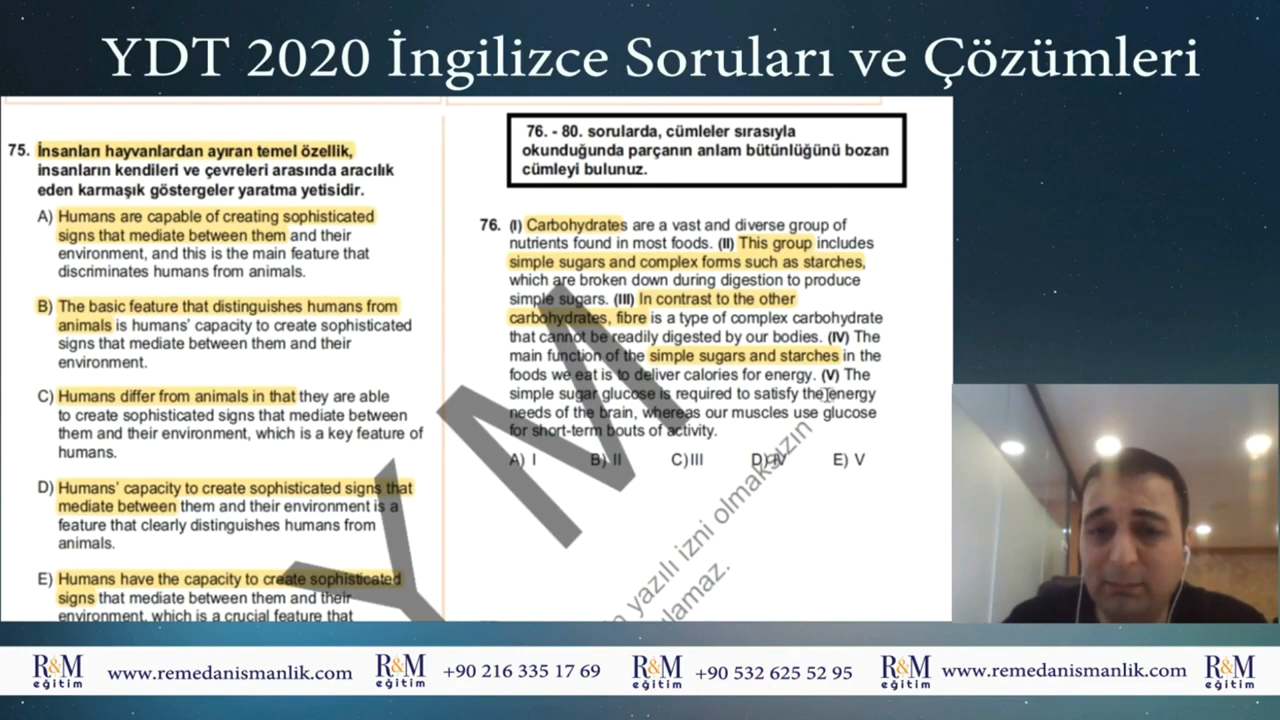 YDT 2020 İngilizce Soruları ve Çözümleri
75. İnsanları hayvanlardan ayıran temel özellik,
insanların kendileri ve çevreleri arasında aracılık
eden karmaşık göstergeler yaratma yetisidir.
A) Humans are capable of creating sophisticated
signs that mediate between them and their
environment, and this is the main feature that
discriminates humans from animals.
B) The basic feature that distinguishes humans from
animals is humans' capacity to create sophisticated
signs that mediate between them and their
environment.
C) Humans differ from animals in that they are able
to create sophisticated signs that mediate between
them and their environment, which is a key feature of
humans.
D) Humans' capacity to create sophisticated signs that
mediate between them and their environment is a
feature that clearly distinguishes humans from
animals.
E) Humans have the capacity to create sophisticated
signs that mediate between them and their
environment, which is a crucial feature that
76. - 80. sorularda, cümleler sırasıyla
okunduğunda parçanın anlam bütünlüğünü bozan
cümleyi bulunuz.
76. (I) Carbohydrates are a vast and diverse group of
nutrients found in most foods. (II) This group includes
simple sugars and complex forms such as starches,
which are broken down during digestion to produce
simple sugars. (III) In contrast to the other
carbohydrates, fibre is a type of complex carbohydrate
that cannot be readily digested by our bodies. (IV) The
main function of the simple sugars and starches in the
foods we eat is to deliver calories for energy. (V) The
simple sugar glucose is required to satisfy the energy
needs of the brain, whereas our muscles use glucose
for short-term bouts of activity.
A) I B) II C) III D) IV E) V
Y M
yazılı izni olmaksızın
lamaz.
R&M eğitim www.remedanismanlik.com R&M eğitim +90 216 335 17 69 R&M eğitim +90 532 625 52 95 R&M eğitim www.remedanismanlik.com R&M eğitim